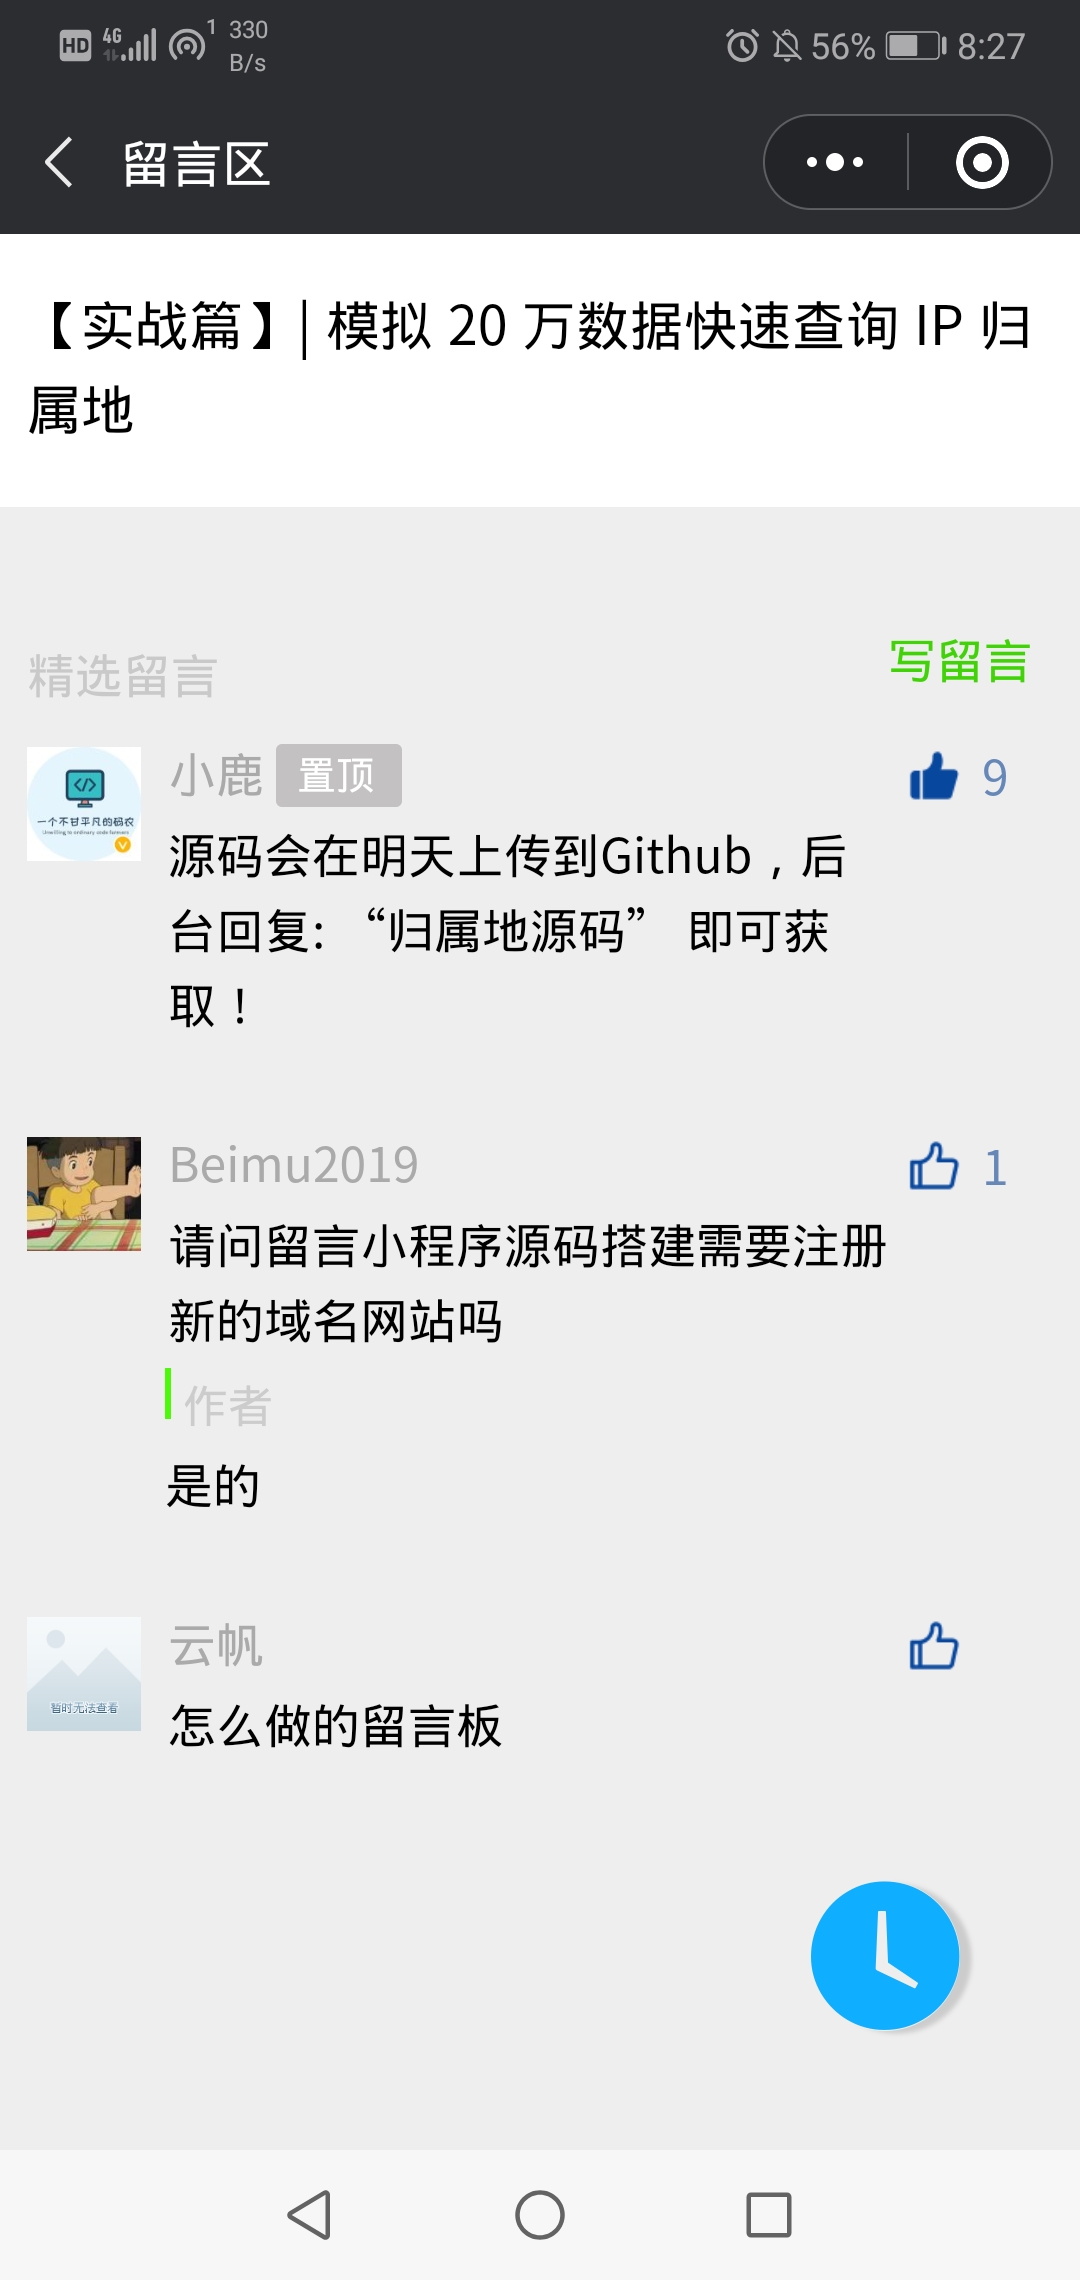 HD 4G 1 330 B/s 56% 8:27
留言区
【实战篇】| 模拟 20 万数据快速查询 IP 归
属地
写留言
精选留言
小鹿 置顶 9
一个不甘平凡的码农
Unwilling to ordinary code farmers
源码会在明天上传到Github，后
台回复：“归属地源码” 即可获
取！
Beimu2019 1
请问留言小程序源码搭建需要注册
新的域名网站吗
作者
是的
云帆
暂时无法查看
怎么做的留言板